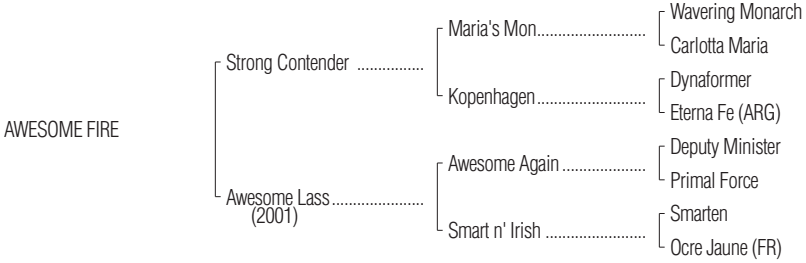 Wavering Monarch
Maria's Mon..........................
Carlotta Maria
Strong Contender ................
Dynaformer
Kopenhagen..........................
Eterna Fe (ARG)
AWESOME FIRE
Deputy Minister
Awesome Again ....................
Primal Force
Awesome Lass......................
(2001)
Smarten
Smart n' Irish ........................
Ocre Jaune (FR)